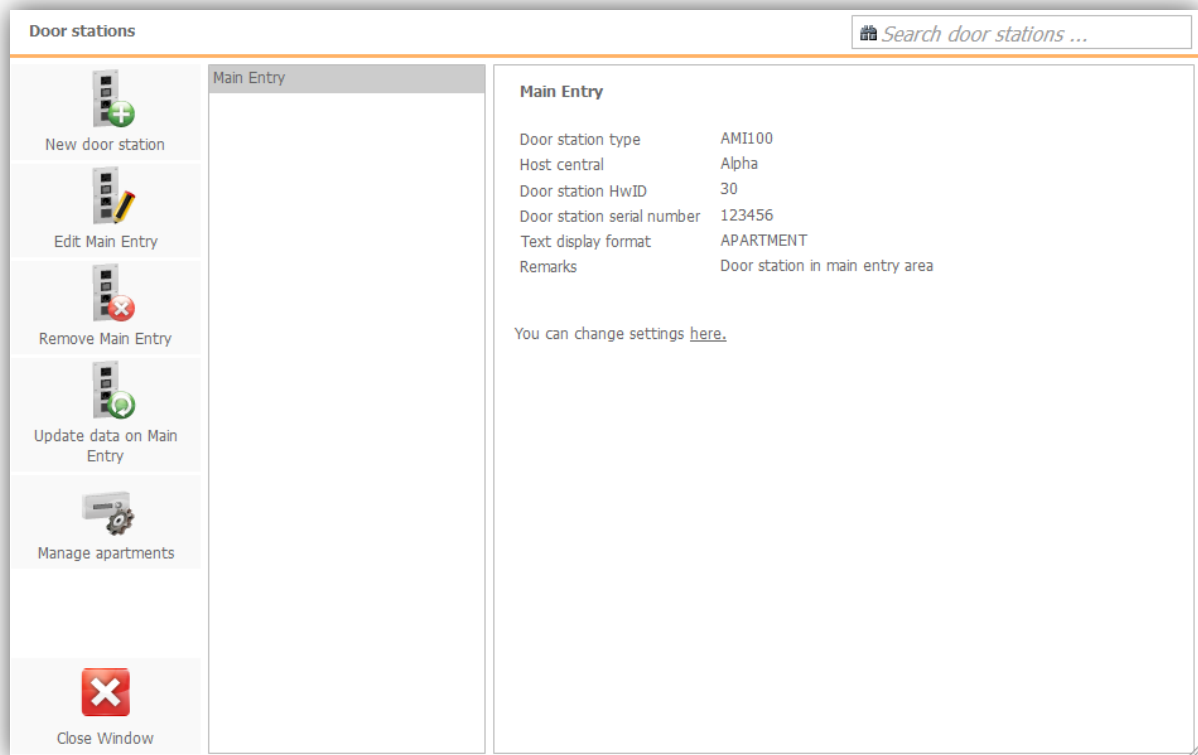 Door stations
Search door stations ...
New door station
Edit Main Entry
Remove Main Entry
Update data on Main
Entry
Manage apartments
Close Window
Main Entry
Main Entry
Door station type AMI100
Host central Alpha
Door station HwID 30
Door station serial number 123456
Text display format APARTMENT
Remarks Door station in main entry area
You can change settings here.